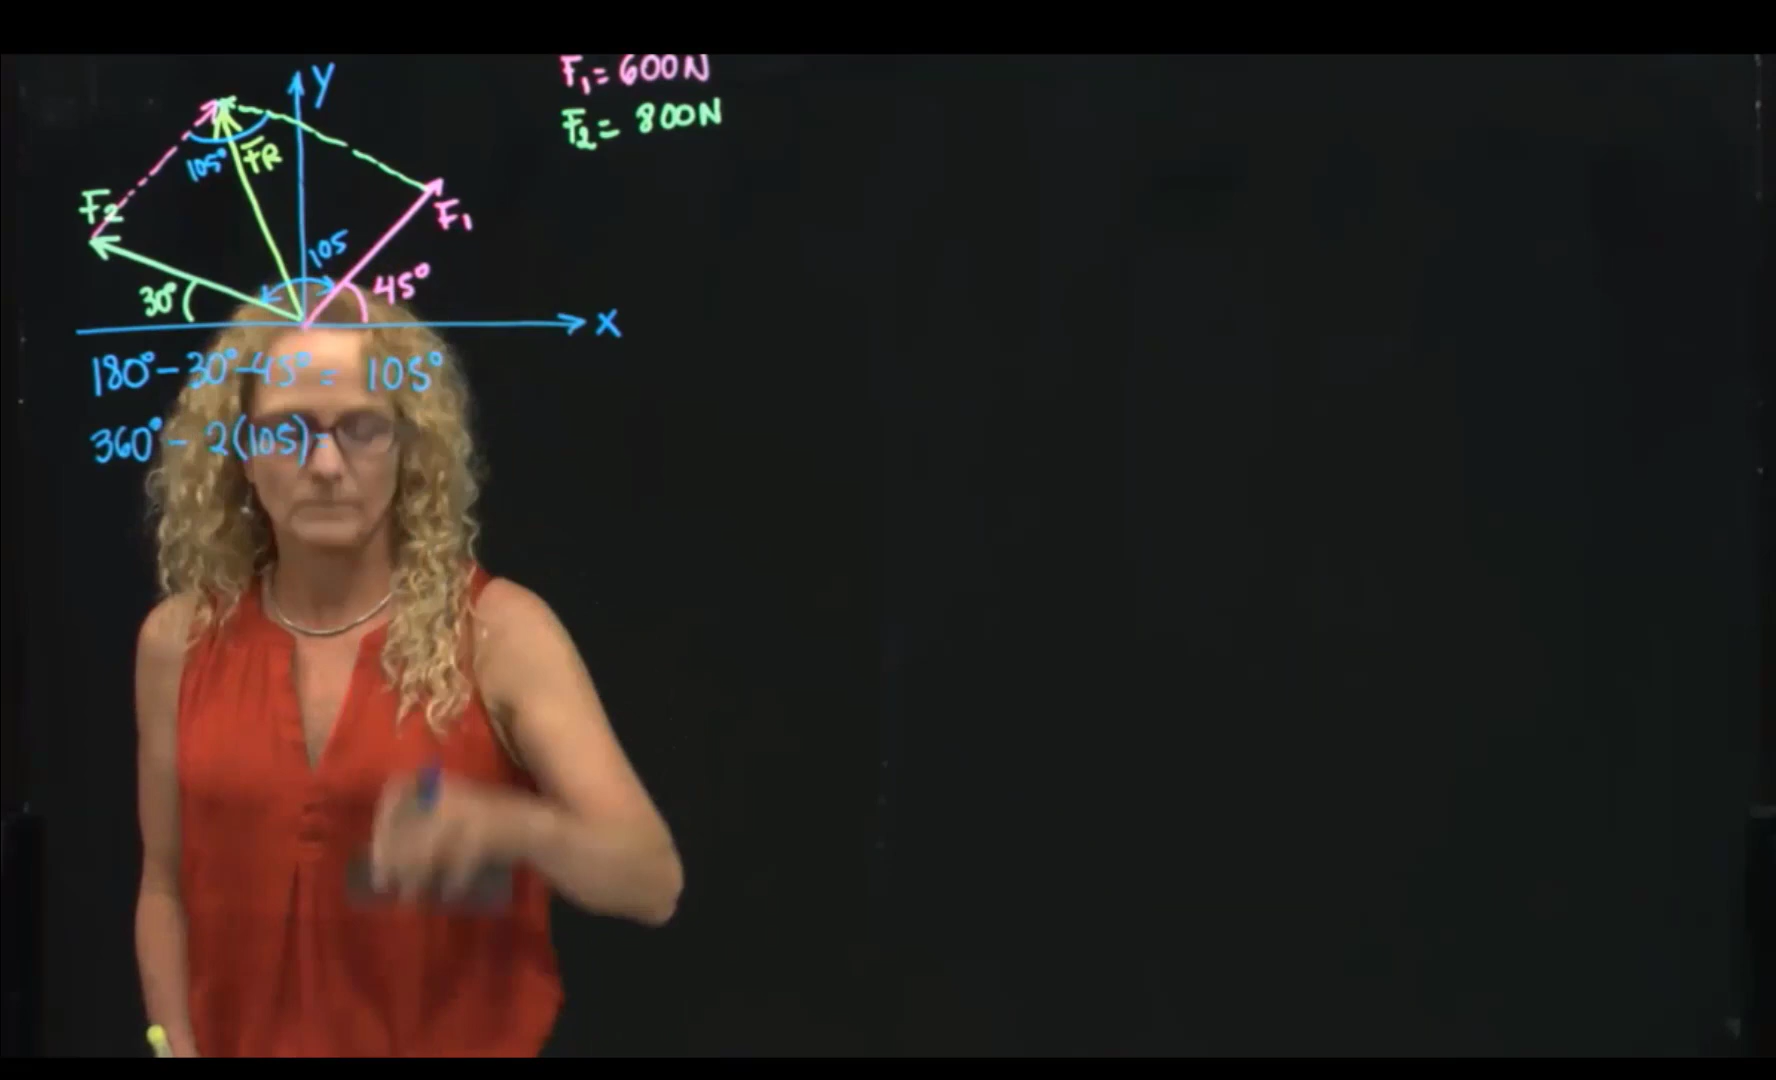 F₁ = 600N
F₂ = 800N
y
105°
FR
F₂
F₁
105
30°
45°
x
180° - 30° - 45° = 105°
360° - 2(105) =